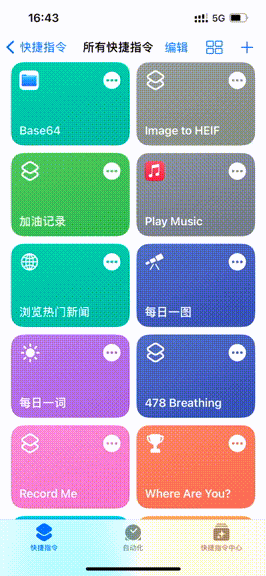 16:43
5G
快捷指令
所有快捷指令
编辑
Base64
Image to HEIF
加油记录
Play Music
浏览热门新闻
每日一图
每日一词
478 Breathing
Record Me
Where Are You?
快捷指令
自动化
快捷指令中心